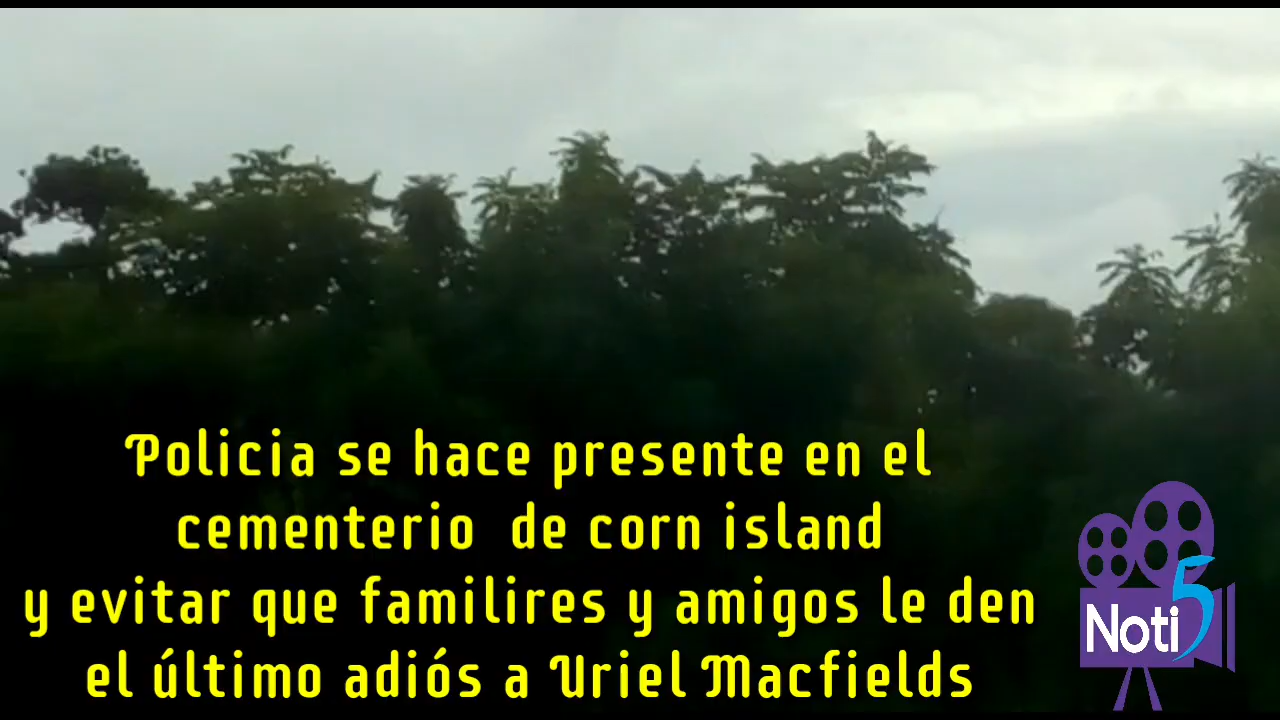 Policia se hace presente en el
cementerio de corn island
y evitar que familires y amigos le den
el último adiós a Uriel Macfields
Noti5